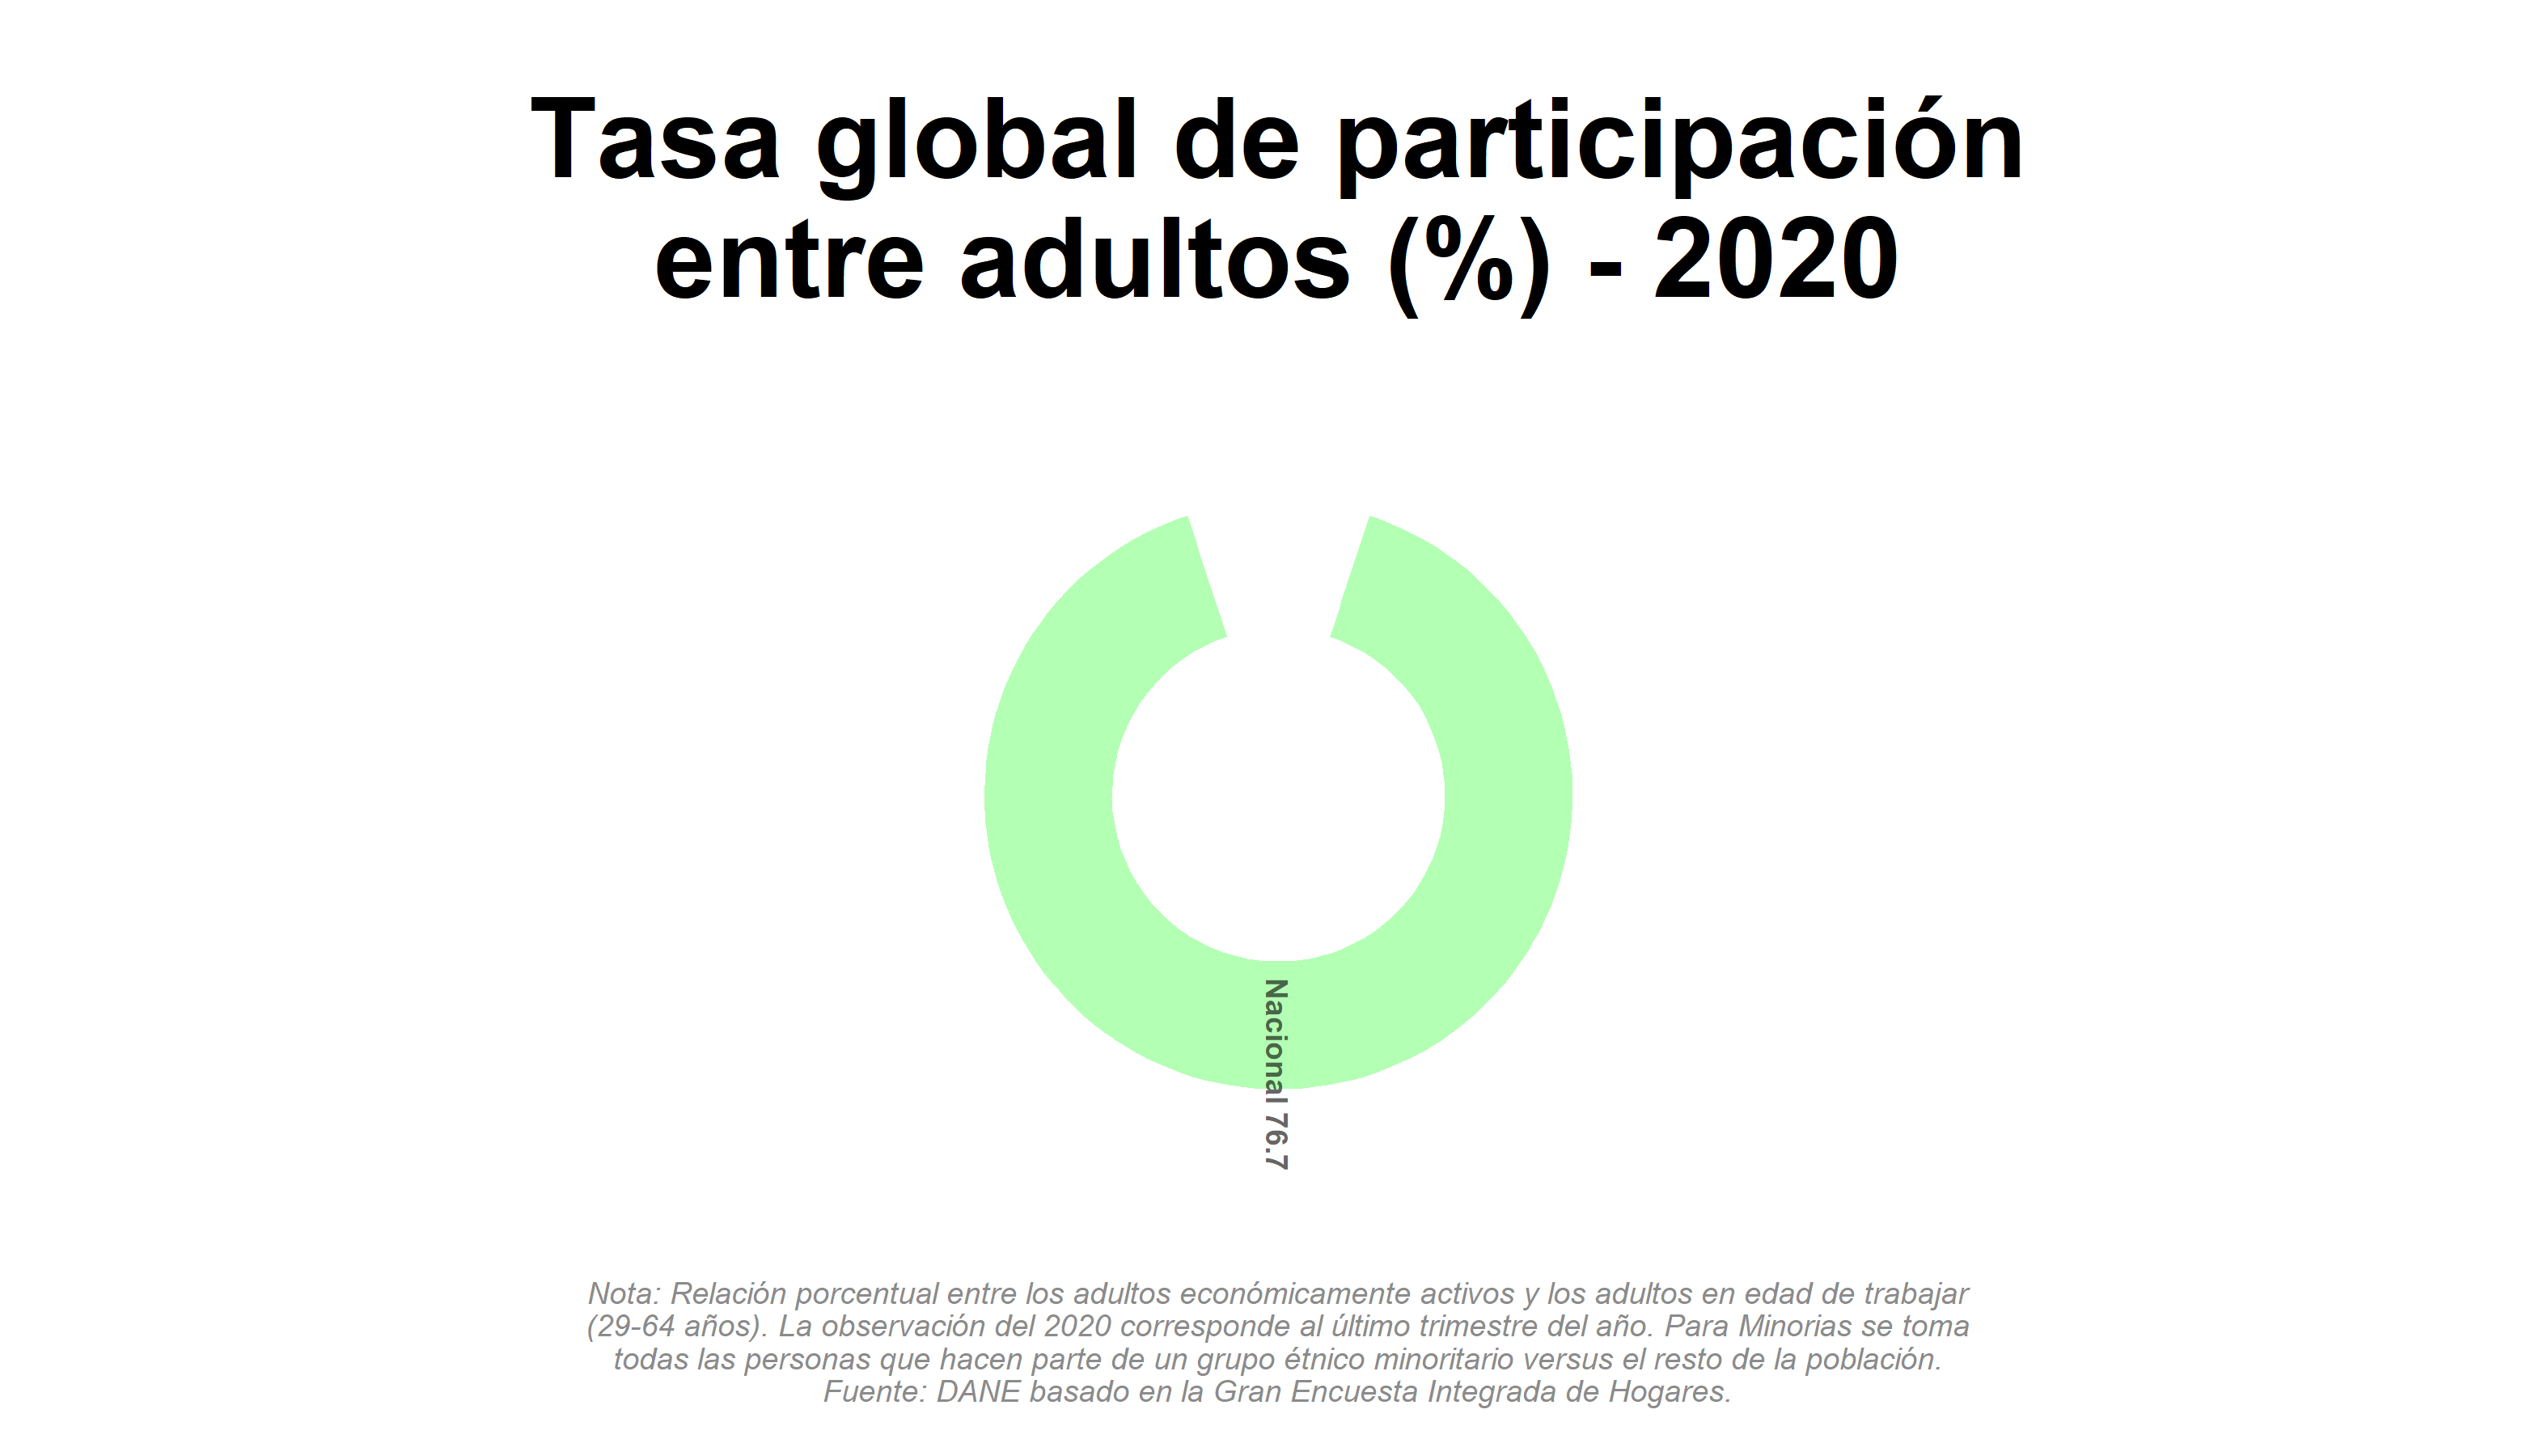 Tasa global de participación
entre adultos (%) - 2020
Nacional 76.7
Nota: Relación porcentual entre los adultos económicamente activos y los adultos en edad de trabajar
(29-64 años). La observación del 2020 corresponde al último trimestre del año. Para Minorias se toma
todas las personas que hacen parte de un grupo étnico minoritario versus el resto de la población.
Fuente: DANE basado en la Gran Encuesta Integrada de Hogares.